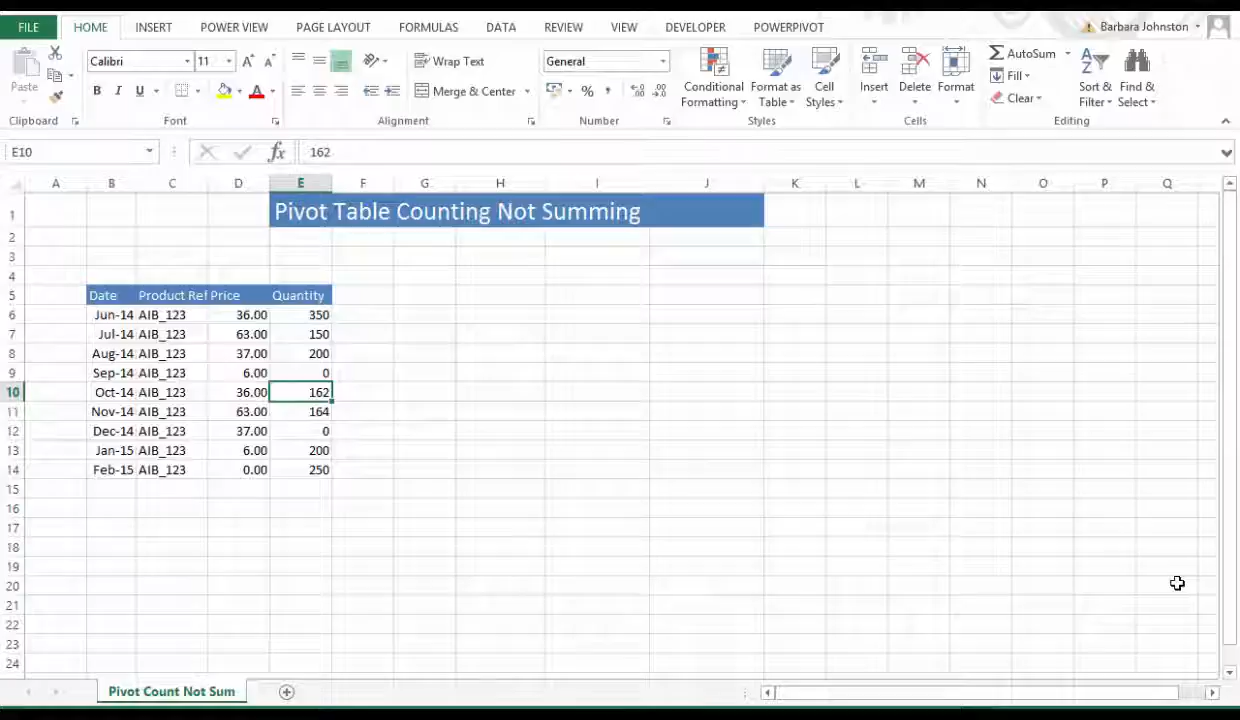 FILE HOME INSERT POWER VIEW PAGE LAYOUT FORMULAS DATA REVIEW VIEW DEVELOPER POWERPIVOT Barbara Johnston
Paste
Calibri 11
B I U A
Wrap Text
Merge & Center
General
%
Conditional Formatting
Format as Table
Cell Styles
Insert Delete Format
AutoSum
Fill
Clear
Sort & Filter
Find & Select
Clipboard Font Alignment Number Styles Cells Editing
E10 fx 162
A B C D E F G H I J K L M N O P Q
1 Pivot Table Counting Not Summing
2
3
4
5 Date Product Ref Price Quantity
6 Jun-14 AIB_123 36.00 350
7 Jul-14 AIB_123 63.00 150
8 Aug-14 AIB_123 37.00 200
9 Sep-14 AIB_123 6.00 0
10 Oct-14 AIB_123 36.00 162
11 Nov-14 AIB_123 63.00 164
12 Dec-14 AIB_123 37.00 0
13 Jan-15 AIB_123 6.00 200
14 Feb-15 AIB_123 0.00 250
15
16
17
18
19
20
21
22
23
24
Pivot Count Not Sum